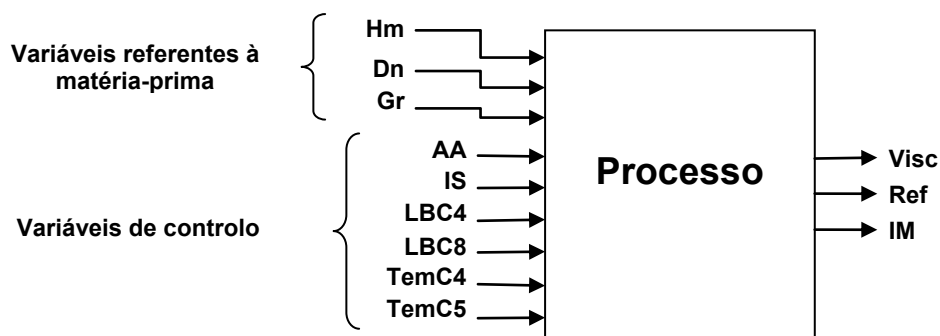 Variáveis referentes à
matéria-prima
Hm
Dn
Gr
Variáveis de controlo
AA
IS
LBC4
LBC8
TemC4
TemC5
Processo
Visc
Ref
IM